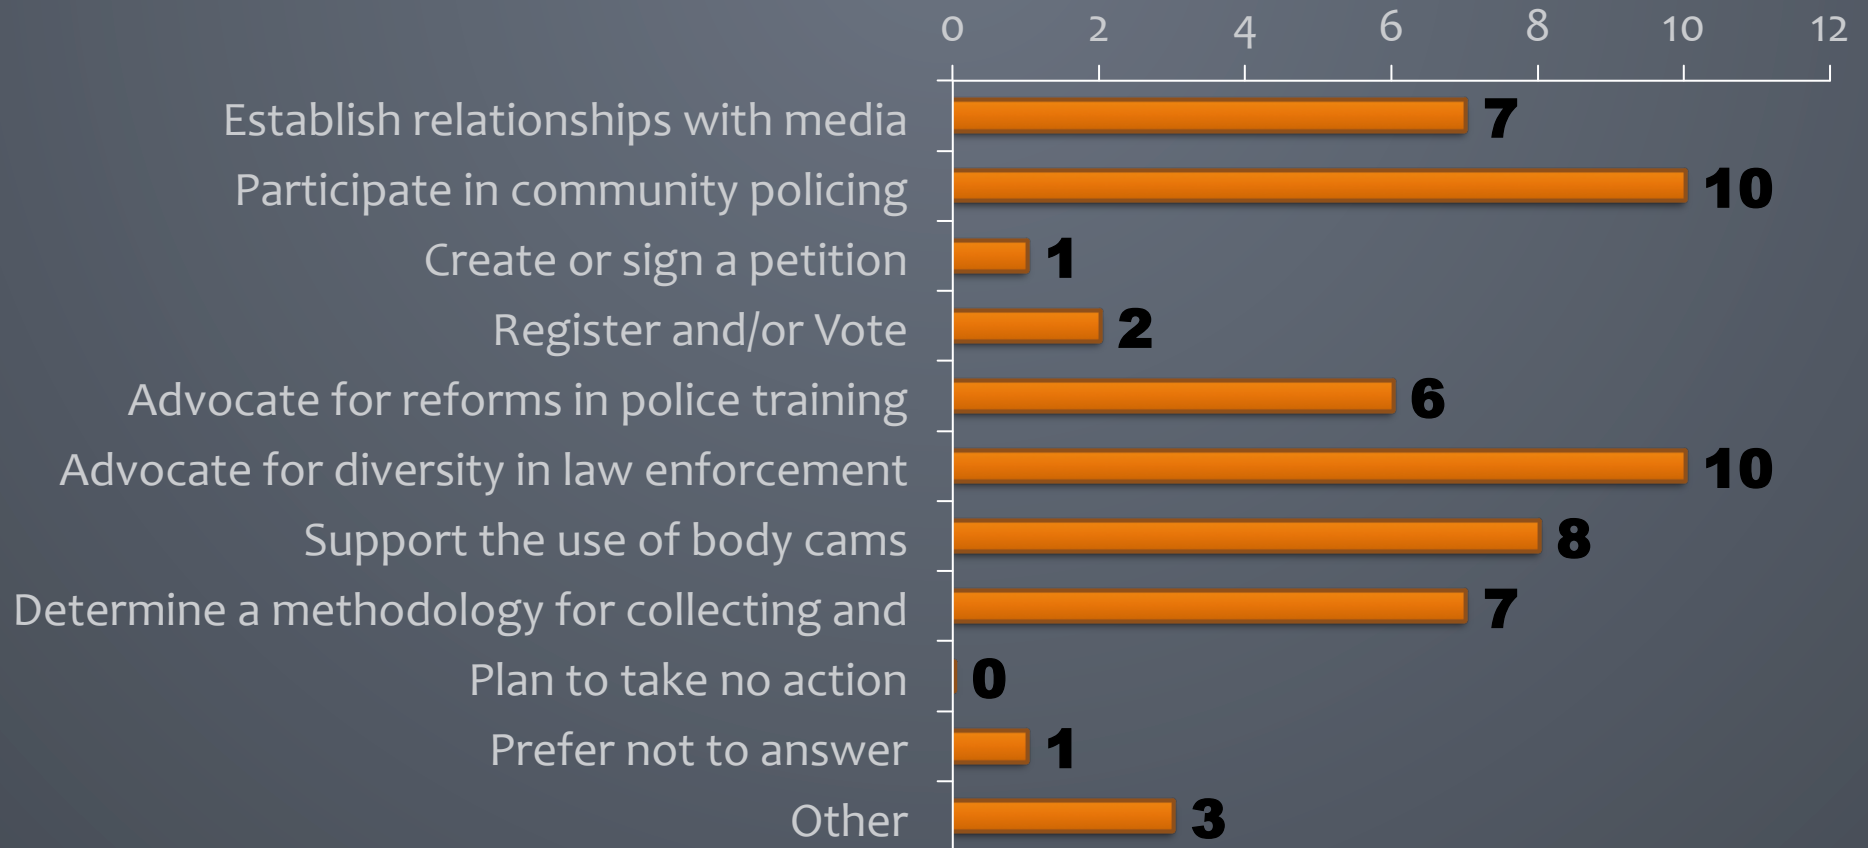 0 2 4 6 8 10 12
Establish relationships with media 7
Participate in community policing 10
Create or sign a petition 1
Register and/or Vote 2
Advocate for reforms in police training 6
Advocate for diversity in law enforcement 10
Support the use of body cams 8
Determine a methodology for collecting and 7
Plan to take no action 0
Prefer not to answer 1
Other 3